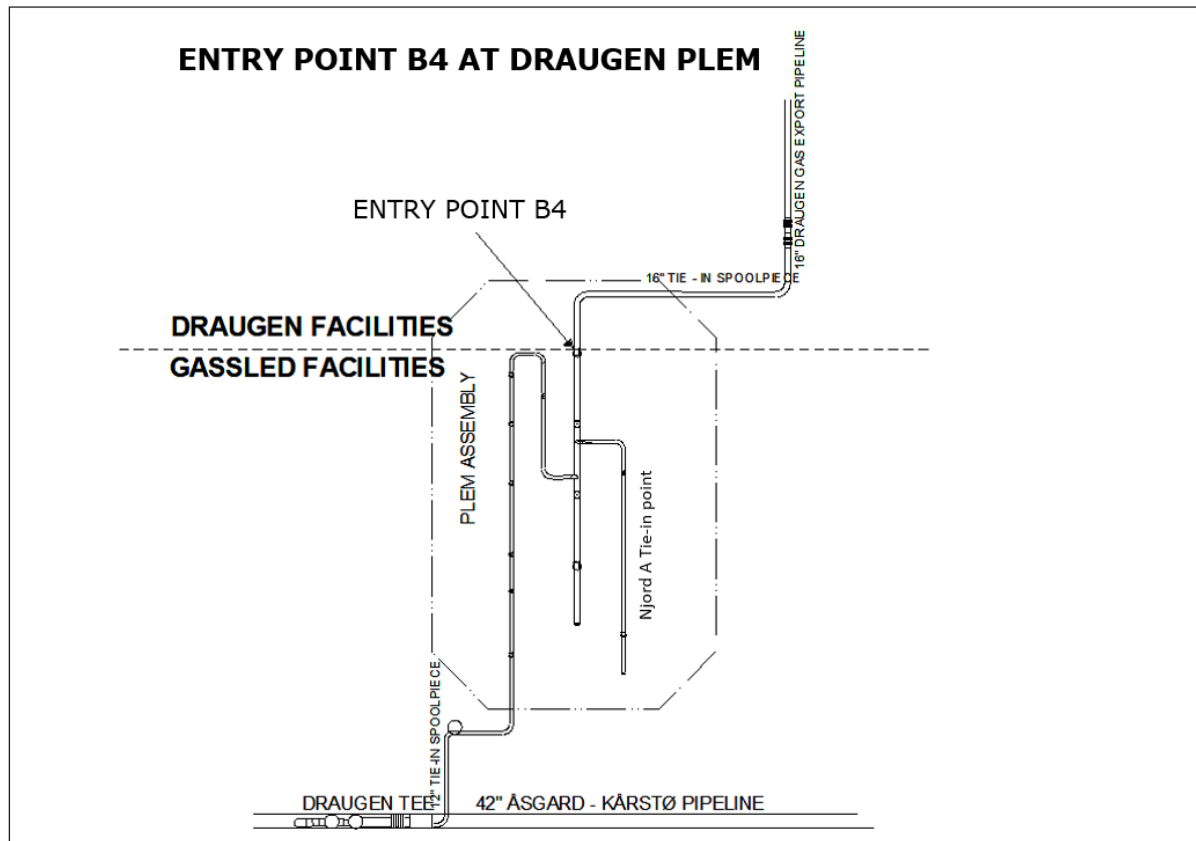 ENTRY POINT B4 AT DRAUGEN PLEM
16" DRAUGEN GAS EXPORT PIPELINE
ENTRY POINT B4
16" TIE - IN SPOOLPIECE
DRAUGEN FACILITIES
GASSLED FACILITIES
PLEM ASSEMBLY
Njord A Tie-in point
12" TIE-IN SPOOLPIECE
DRAUGEN TEE
42" ÅSGARD - KÅRSTØ PIPELINE